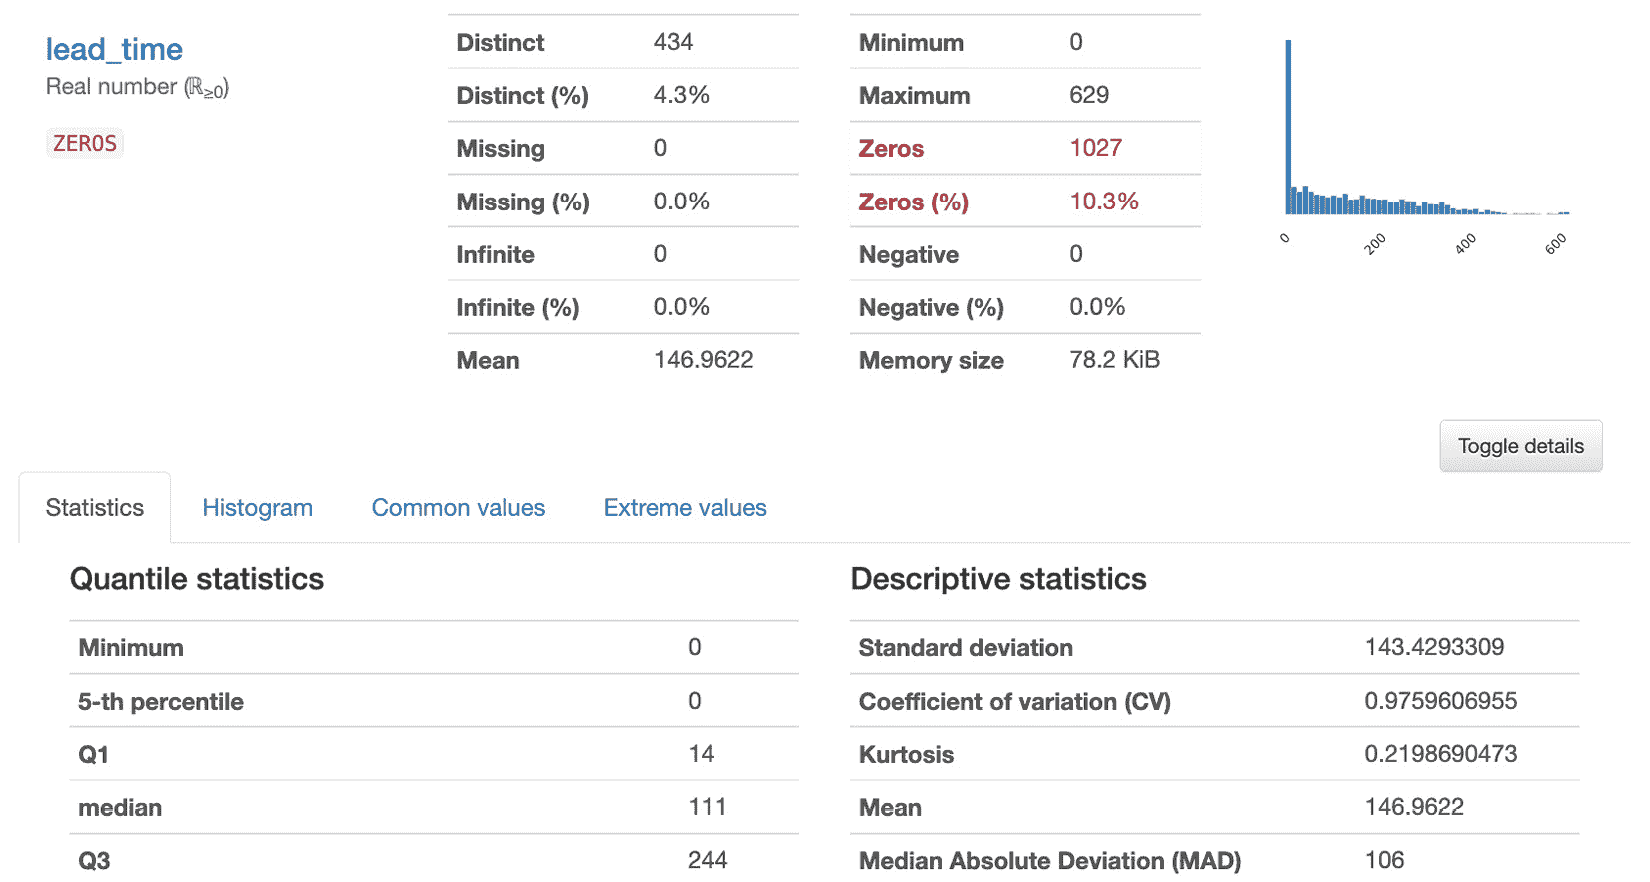 lead_time
Real number (ℝ≥0)
ZEROS
Distinct 434
Distinct (%) 4.3%
Missing 0
Missing (%) 0.0%
Infinite 0
Infinite (%) 0.0%
Mean 146.9622
Minimum 0
Maximum 629
Zeros 1027
Zeros (%) 10.3%
Negative 0
Negative (%) 0.0%
Memory size 78.2 KiB
0 200 400 600
Toggle details
Statistics Histogram Common values Extreme values
Quantile statistics
Minimum 0
5-th percentile 0
Q1 14
median 111
Q3 244
Descriptive statistics
Standard deviation 143.4293309
Coefficient of variation (CV) 0.9759606955
Kurtosis 0.2198690473
Mean 146.9622
Median Absolute Deviation (MAD) 106